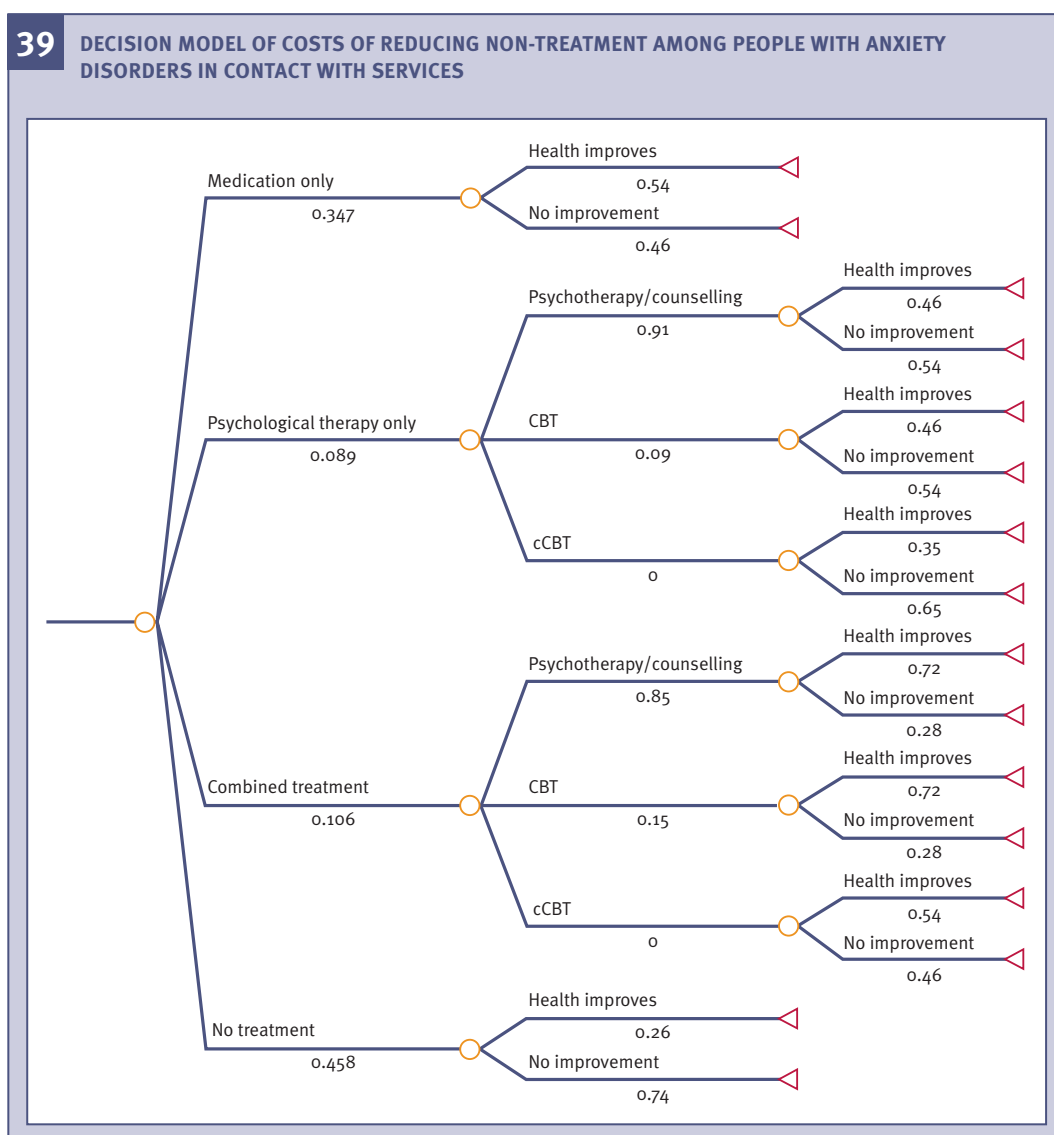 39
DECISION MODEL OF COSTS OF REDUCING NON-TREATMENT AMONG PEOPLE WITH ANXIETY
DISORDERS IN CONTACT WITH SERVICES
Medication only
0.347
Health improves
0.54
No improvement
0.46
Psychological therapy only
0.089
Psychotherapy/counselling
0.91
Health improves
0.46
No improvement
0.54
CBT
0.09
Health improves
0.46
No improvement
0.54
cCBT
0
Health improves
0.35
No improvement
0.65
Combined treatment
0.106
Psychotherapy/counselling
0.85
Health improves
0.72
No improvement
0.28
CBT
0.15
Health improves
0.72
No improvement
0.28
cCBT
0
Health improves
0.54
No improvement
0.46
No treatment
0.458
Health improves
0.26
No improvement
0.74